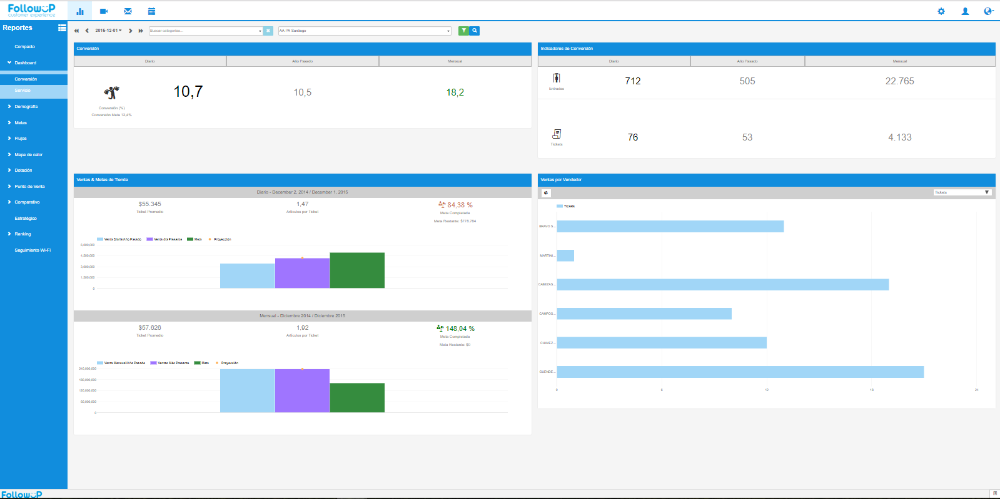 FollowUP
customer experience
Reportes
2016-12-01
Buscar categorías...
AA PA Santiago
Compacto
Dashboard
Conversión
Servicio
Demografía
Metas
Flujos
Mapa de calor
Dotación
Punto de Venta
Comparativo
Estratégico
Ranking
Seguimiento Wi-Fi
Conversión
Diario Año Pasado Mensual
10,7 10,5 18,2
Conversión (%)
Conversión Meta 12,4%
Indicadores de Conversión
Diario Año Pasado Mensual
712 505 22.765
Entradas
76 53 4.133
Tickets
Ventas & Metas de Tienda
Diario - December 2, 2014 / December 1, 2015
$55.345 1,47 84,38 %
Ticket Promedio Artículos por Ticket Meta Completada
Meta Restante: $778.784
Venta Diaria/Año Pasado Venta día Presente Meta Proyección
6,000,000
4,500,000
3,000,000
1,500,000
0
Mensual - Diciembre 2014 / Diciembre 2015
$57.626 1,92 148,04 %
Ticket Promedio Artículos por Ticket Meta Completada
Meta Restante: $0
Venta Mensual/Año Pasado Ventas Més Presente Meta Proyección
240,000,000
180,000,000
120,000,000
60,000,000
0
Ventas por Vendedor
Tickets
Tickets
BRAVO S...
MARTINI...
CABEZAS...
CAMPOS...
CHAVEZ...
GUENDE...
0 6 12 18 24
FollowUP